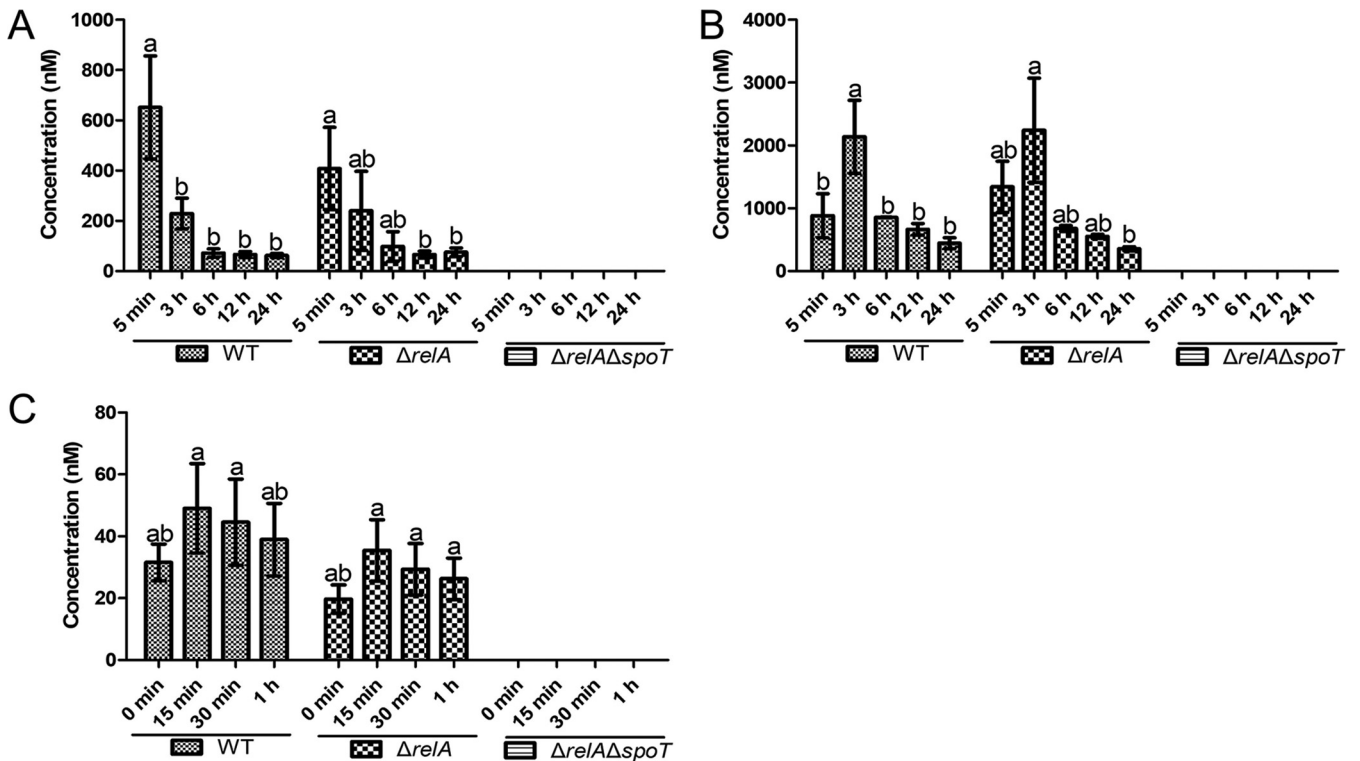 A
Concentration (nM)
1000
800
600
400
200
0
a
b
b
b
b
a
ab
ab
b
b
5 min
3 h
6 h
12 h
24 h
5 min
3 h
6 h
12 h
24 h
5 min
3 h
6 h
12 h
24 h
WT
ΔrelA
ΔrelAΔspoT
B
Concentration (nM)
4000
3000
2000
1000
0
b
a
b
b
b
ab
a
ab
ab
b
5 min
3 h
6 h
12 h
24 h
5 min
3 h
6 h
12 h
24 h
5 min
3 h
6 h
12 h
24 h
WT
ΔrelA
ΔrelAΔspoT
C
Concentration (nM)
80
60
40
20
0
ab
a
a
ab
ab
a
a
a
0 min
15 min
30 min
1 h
0 min
15 min
30 min
1 h
0 min
15 min
30 min
1 h
WT
ΔrelA
ΔrelAΔspoT